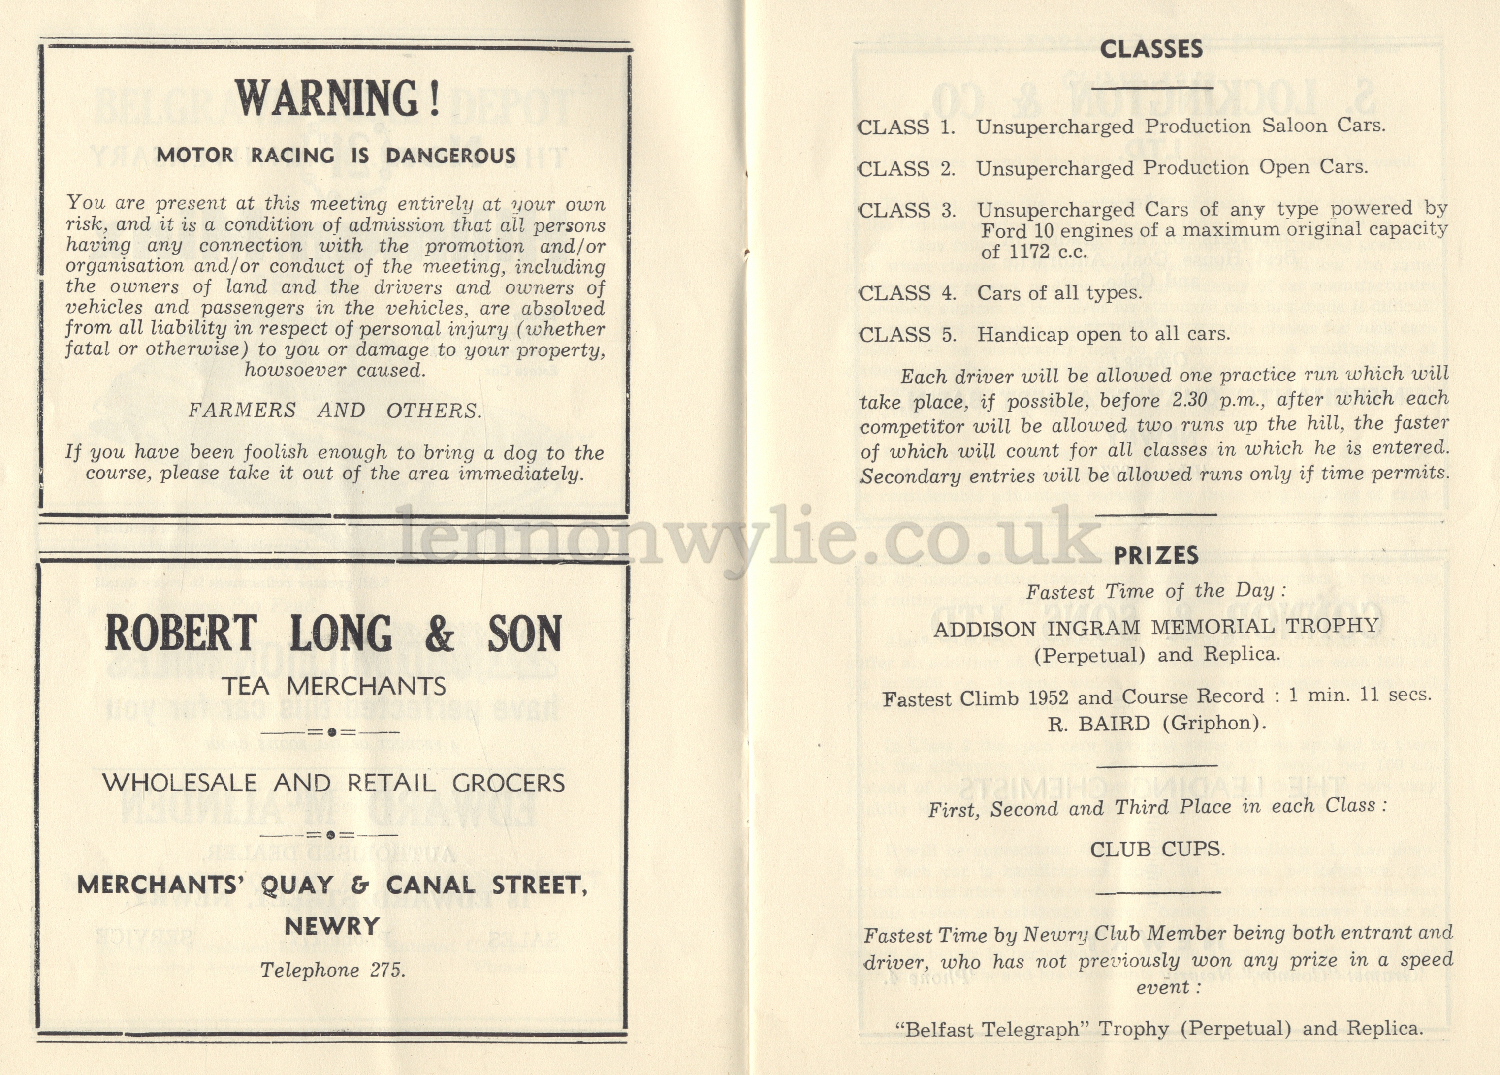 WARNING!
MOTOR RACING IS DANGEROUS
You are present at this meeting entirely at your own
risk, and it is a condition of admission that all persons
having any connection with the promotion and/or
organisation and/or conduct of the meeting, including
the owners of land and the drivers and owners of
vehicles and passengers in the vehicles, are absolved
from all liability in respect of personal injury (whether
fatal or otherwise) to you or damage to your property,
howsoever caused.
FARMERS AND OTHERS.
If you have been foolish enough to bring a dog to the
course, please take it out of the area immediately.
ROBERT LONG & SON
TEA MERCHANTS
WHOLESALE AND RETAIL GROCERS
MERCHANTS' QUAY & CANAL STREET,
NEWRY
Telephone 275.
CLASSES
CLASS 1. Unsupercharged Production Saloon Cars.
CLASS 2. Unsupercharged Production Open Cars.
CLASS 3. Unsupercharged Cars of any type powered by
Ford 10 engines of a maximum original capacity
of 1172 c.c.
CLASS 4. Cars of all types.
CLASS 5. Handicap open to all cars.
Each driver will be allowed one practice run which will
take place, if possible, before 2.30 p.m., after which each
competitor will be allowed two runs up the hill, the faster
of which will count for all classes in which he is entered.
Secondary entries will be allowed runs only if time permits.
PRIZES
Fastest Time of the Day :
ADDISON INGRAM MEMORIAL TROPHY
(Perpetual) and Replica.
Fastest Climb 1952 and Course Record : 1 min. 11 secs.
R. BAIRD (Griphon).
First, Second and Third Place in each Class :
CLUB CUPS.
Fastest Time by Newry Club Member being both entrant and
driver, who has not previously won any prize in a speed
event :
"Belfast Telegraph" Trophy (Perpetual) and Replica.
lennonwylie.co.uk